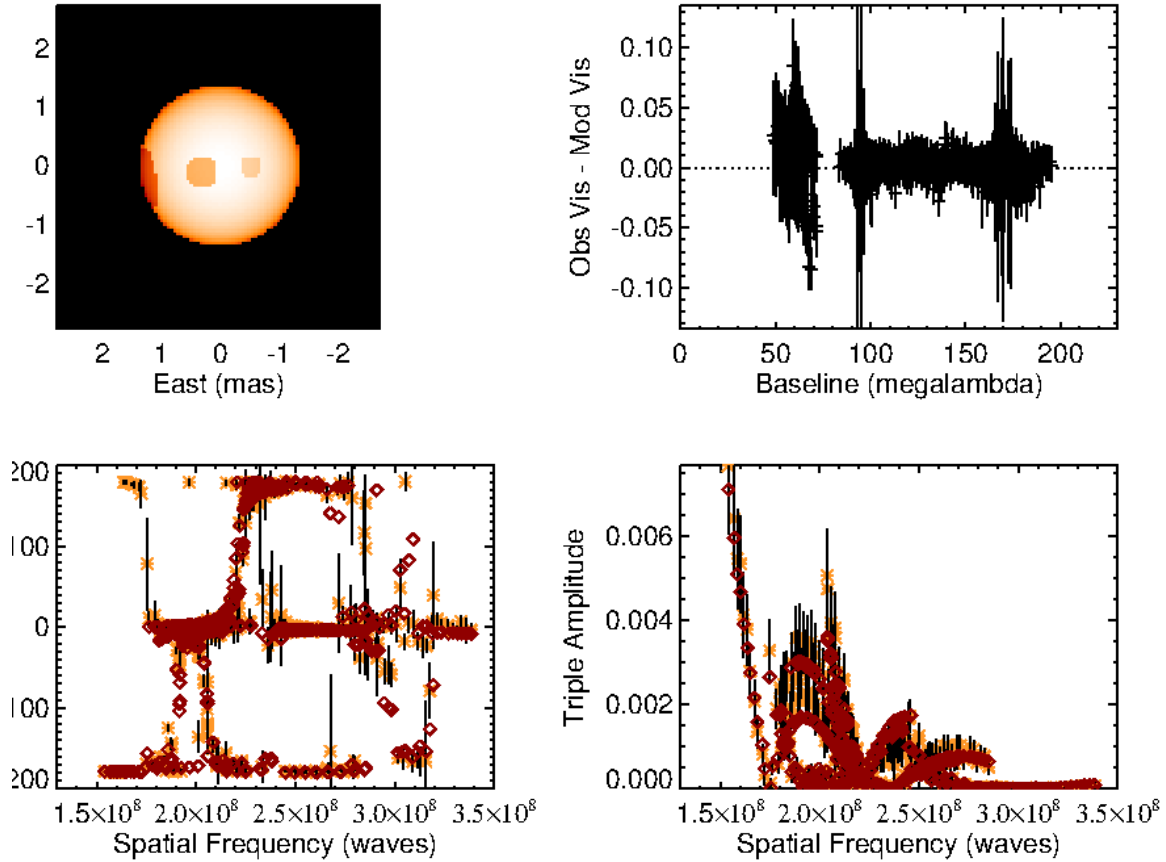 2
1
0
-1
-2
2 1 0 -1 -2
East (mas)
0.10
0.05
0.00
-0.05
-0.10
Obs Vis - Mod Vis
0 50 100 150 200
Baseline (megalambda)
200
100
0
100
200
1.5×10⁸ 2.0×10⁸ 2.5×10⁸ 3.0×10⁸ 3.5×10⁸
Spatial Frequency (waves)
0.006
0.004
0.002
0.000
Triple Amplitude
1.5×10⁸ 2.0×10⁸ 2.5×10⁸ 3.0×10⁸ 3.5×10⁸
Spatial Frequency (waves)